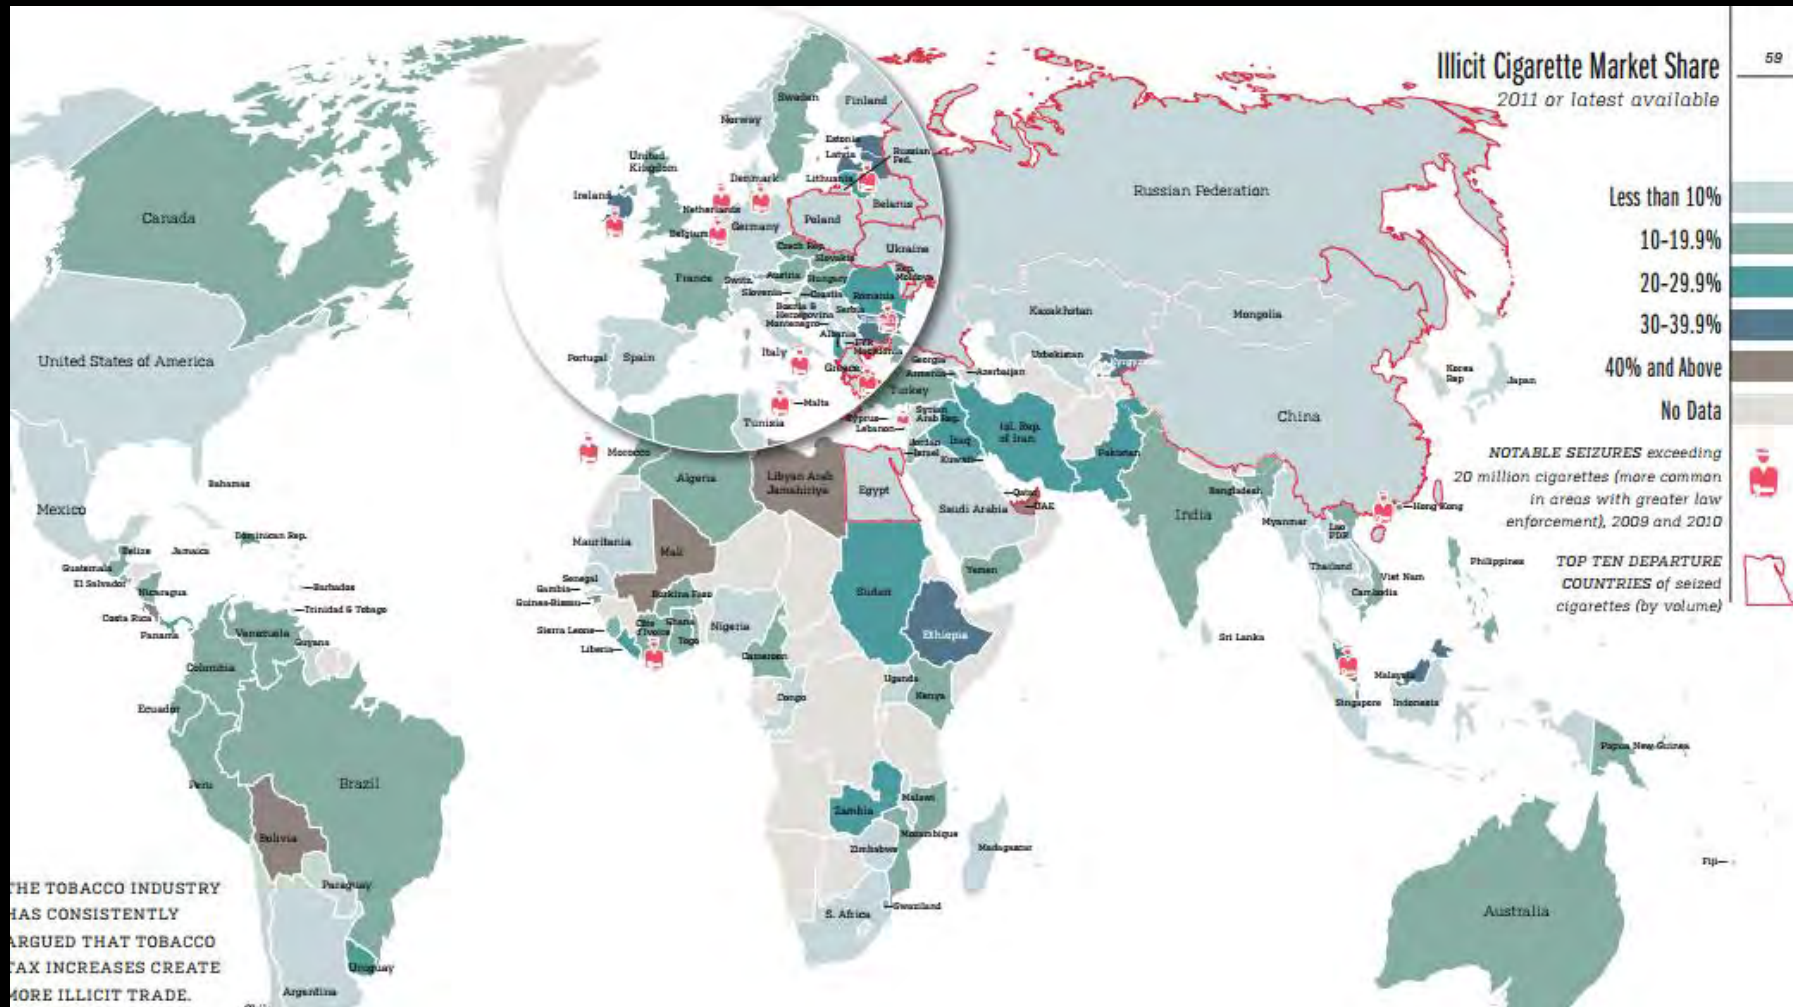 Illicit Cigarette Market Share
59
2011 or latest available
Less than 10%
10–19.9%
20–29.9%
30–39.9%
40% and Above
No Data
NOTABLE SEIZURES exceeding
20 million cigarettes (more common
in areas with greater law
enforcement), 2009 and 2010
TOP TEN DEPARTURE
COUNTRIES of seized
cigarettes (by volume)
Canada
United States of America
Mexico
Bahamas
Belize
Jamaica
Dominican Rep.
Guatemala
El Salvador
Nicaragua
Barbados
Trinidad & Tobago
Costa Rica
Panama
Venezuela
Guyana
Colombia
Ecuador
Peru
Brazil
Bolivia
Paraguay
Uruguay
Argentina
Sweden
Finland
Norway
Estonia
Latvia
Russian
Fed.
United
Kingdom
Denmark
Lithuania
Ireland
Netherlands
Belarus
Poland
Belgium
Germany
Ukraine
Czech Rep.
Slovakia
France
Switz.
Austria
Hungary
Rep.
Moldova
Slovenia
Croatia
Romania
Bosnia &
Herzegovina
Serbia
Montenegro
Albania
FYR
Macedonia
Portugal
Spain
Italy
Greece
Malta
Tunisia
Georgia
Armenia
Azerbaijan
Turkey
Cyprus
Syrian
Arab Rep.
Lebanon
Jordan
Iraq
Israel
Kuwait
Isl. Rep.
of Iran
Pakistan
Russian Federation
Kazakhstan
Mongolia
Uzbekistan
Korea
Rep
Japan
China
Morocco
Algeria
Libyan Arab
Jamahiriya
Egypt
Saudi Arabia
Qatar
UAE
Hong Kong
Bangladesh
India
Myanmar
Lao
PDR
Mauritania
Mali
Yemen
Thailand
Viet Nam
Cambodia
Philippines
Senegal
Gambia
Guinea-Bissau
Burkina Faso
Sudan
Sierra Leone
Côte
d'Ivoire
Ghana
Togo
Nigeria
Ethiopia
Liberia
Cameroon
Sri Lanka
Uganda
Kenya
Congo
Malaysia
Singapore
Indonesia
Papua New Guinea
Zambia
Malawi
Mozambique
Zimbabwe
Madagascar
Fiji
S. Africa
Swaziland
Australia
THE TOBACCO INDUSTRY
HAS CONSISTENTLY
ARGUED THAT TOBACCO
TAX INCREASES CREATE
MORE ILLICIT TRADE.